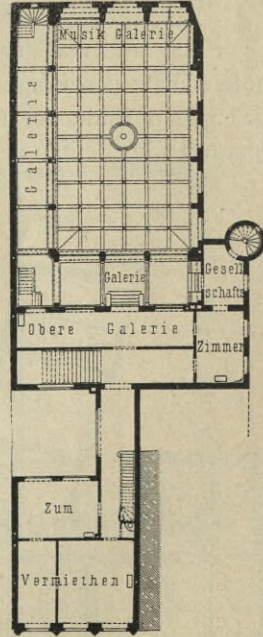 Musik Galerie
Galerie
Galerie
Gesell
schafts
Obere Galerie
Zimmer
Zum
Vermiethen